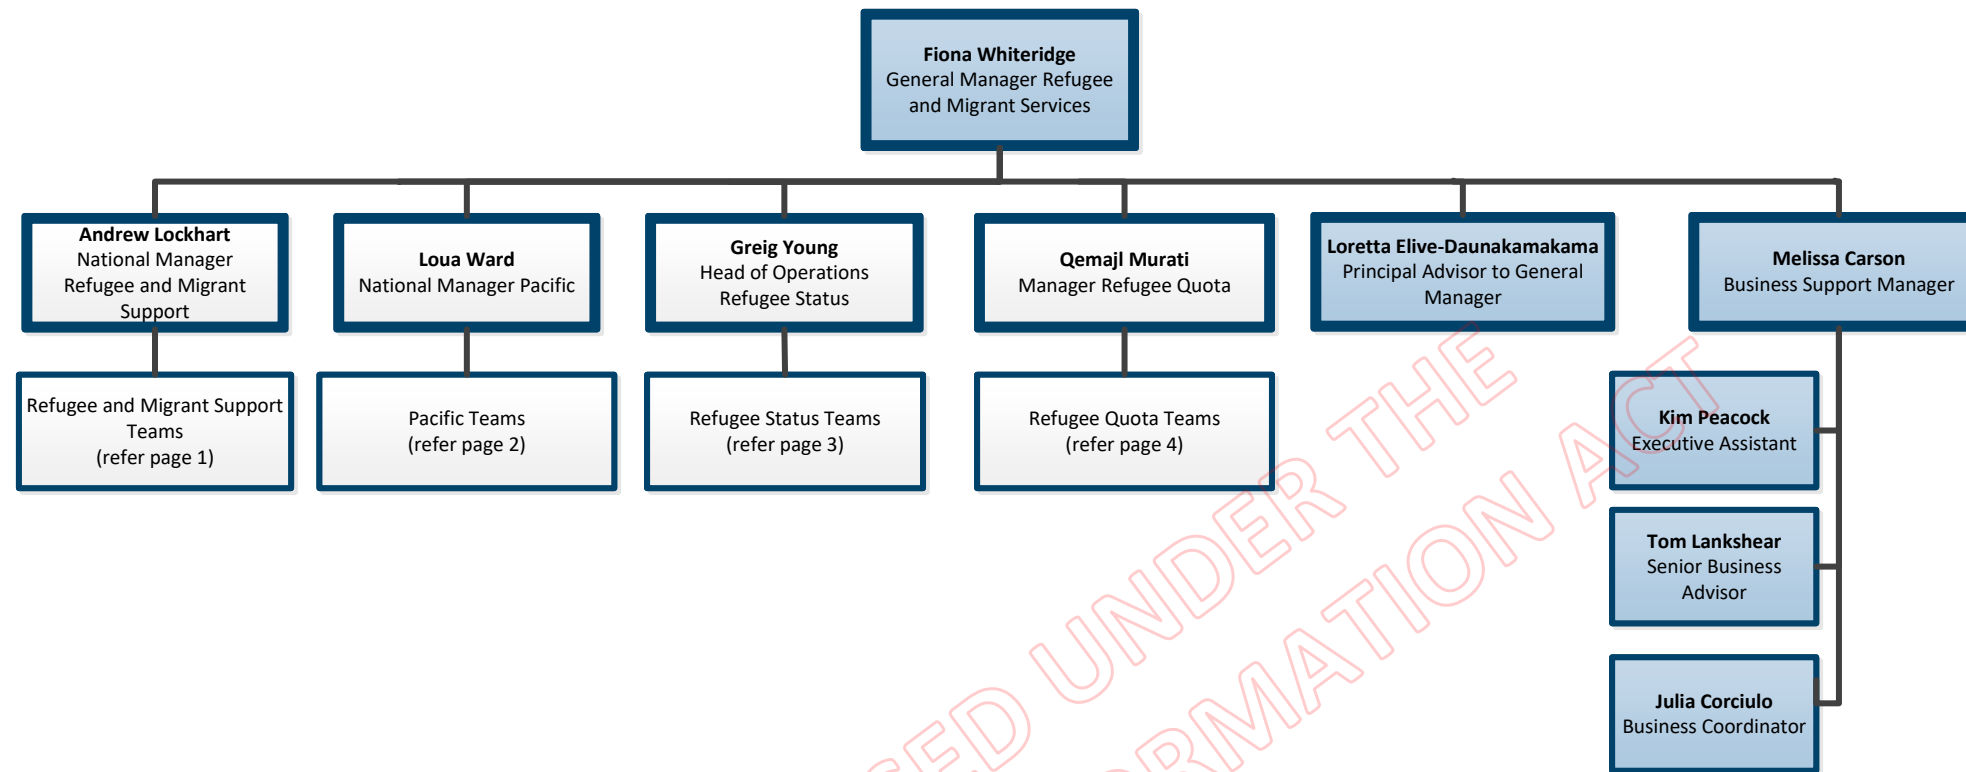 Fiona Whiteridge
General Manager Refugee
and Migrant Services
Andrew Lockhart
National Manager
Refugee and Migrant
Support
Loua Ward
National Manager Pacific
Greig Young
Head of Operations
Refugee Status
Qemajl Murati
Manager Refugee Quota
Loretta Elive-Daunakamakama
Principal Advisor to General
Manager
Melissa Carson
Business Support Manager
Refugee and Migrant Support
Teams
(refer page 1)
Pacific Teams
(refer page 2)
Refugee Status Teams
(refer page 3)
Refugee Quota Teams
(refer page 4)
Kim Peacock
Executive Assistant
Tom Lankshear
Senior Business
Advisor
Julia Corciulo
Business Coordinator
SED UNDER THE
ORMATION ACT